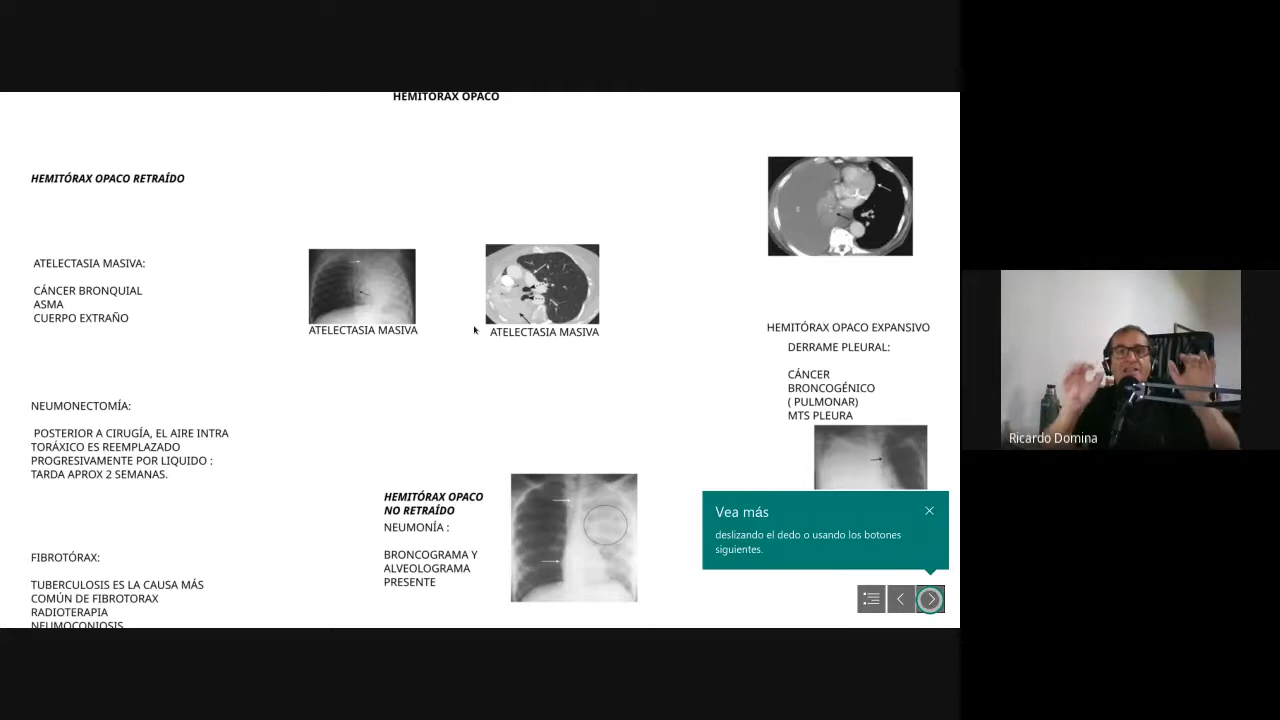 HEMITÓRAX OPACO
HEMITÓRAX OPACO RETRAÍDO
ATELECTASIA MASIVA:
CÁNCER BRONQUIAL
ASMA
CUERPO EXTRAÑO
ATELECTASIA MASIVA
ATELECTASIA MASIVA
NEUMONECTOMÍA:
POSTERIOR A CIRUGÍA, EL AIRE INTRA
TORÁXICO ES REEMPLAZADO
PROGRESIVAMENTE POR LIQUIDO :
TARDA APROX 2 SEMANAS.
FIBROTÓRAX:
TUBERCULOSIS ES LA CAUSA MÁS
COMÚN DE FIBROTORAX
RADIOTERAPIA
NEUMOCONIOSIS
HEMITÓRAX OPACO
NO RETRAÍDO
NEUMONÍA :
BRONCOGRAMA Y
ALVEOLOGRAMA
PRESENTE
HEMITÓRAX OPACO EXPANSIVO
DERRAME PLEURAL:
CÁNCER
BRONCOGÉNICO
( PULMONAR)
MTS PLEURA
Vea más
deslizando el dedo o usando los botones
siguientes.
Ricardo Domina